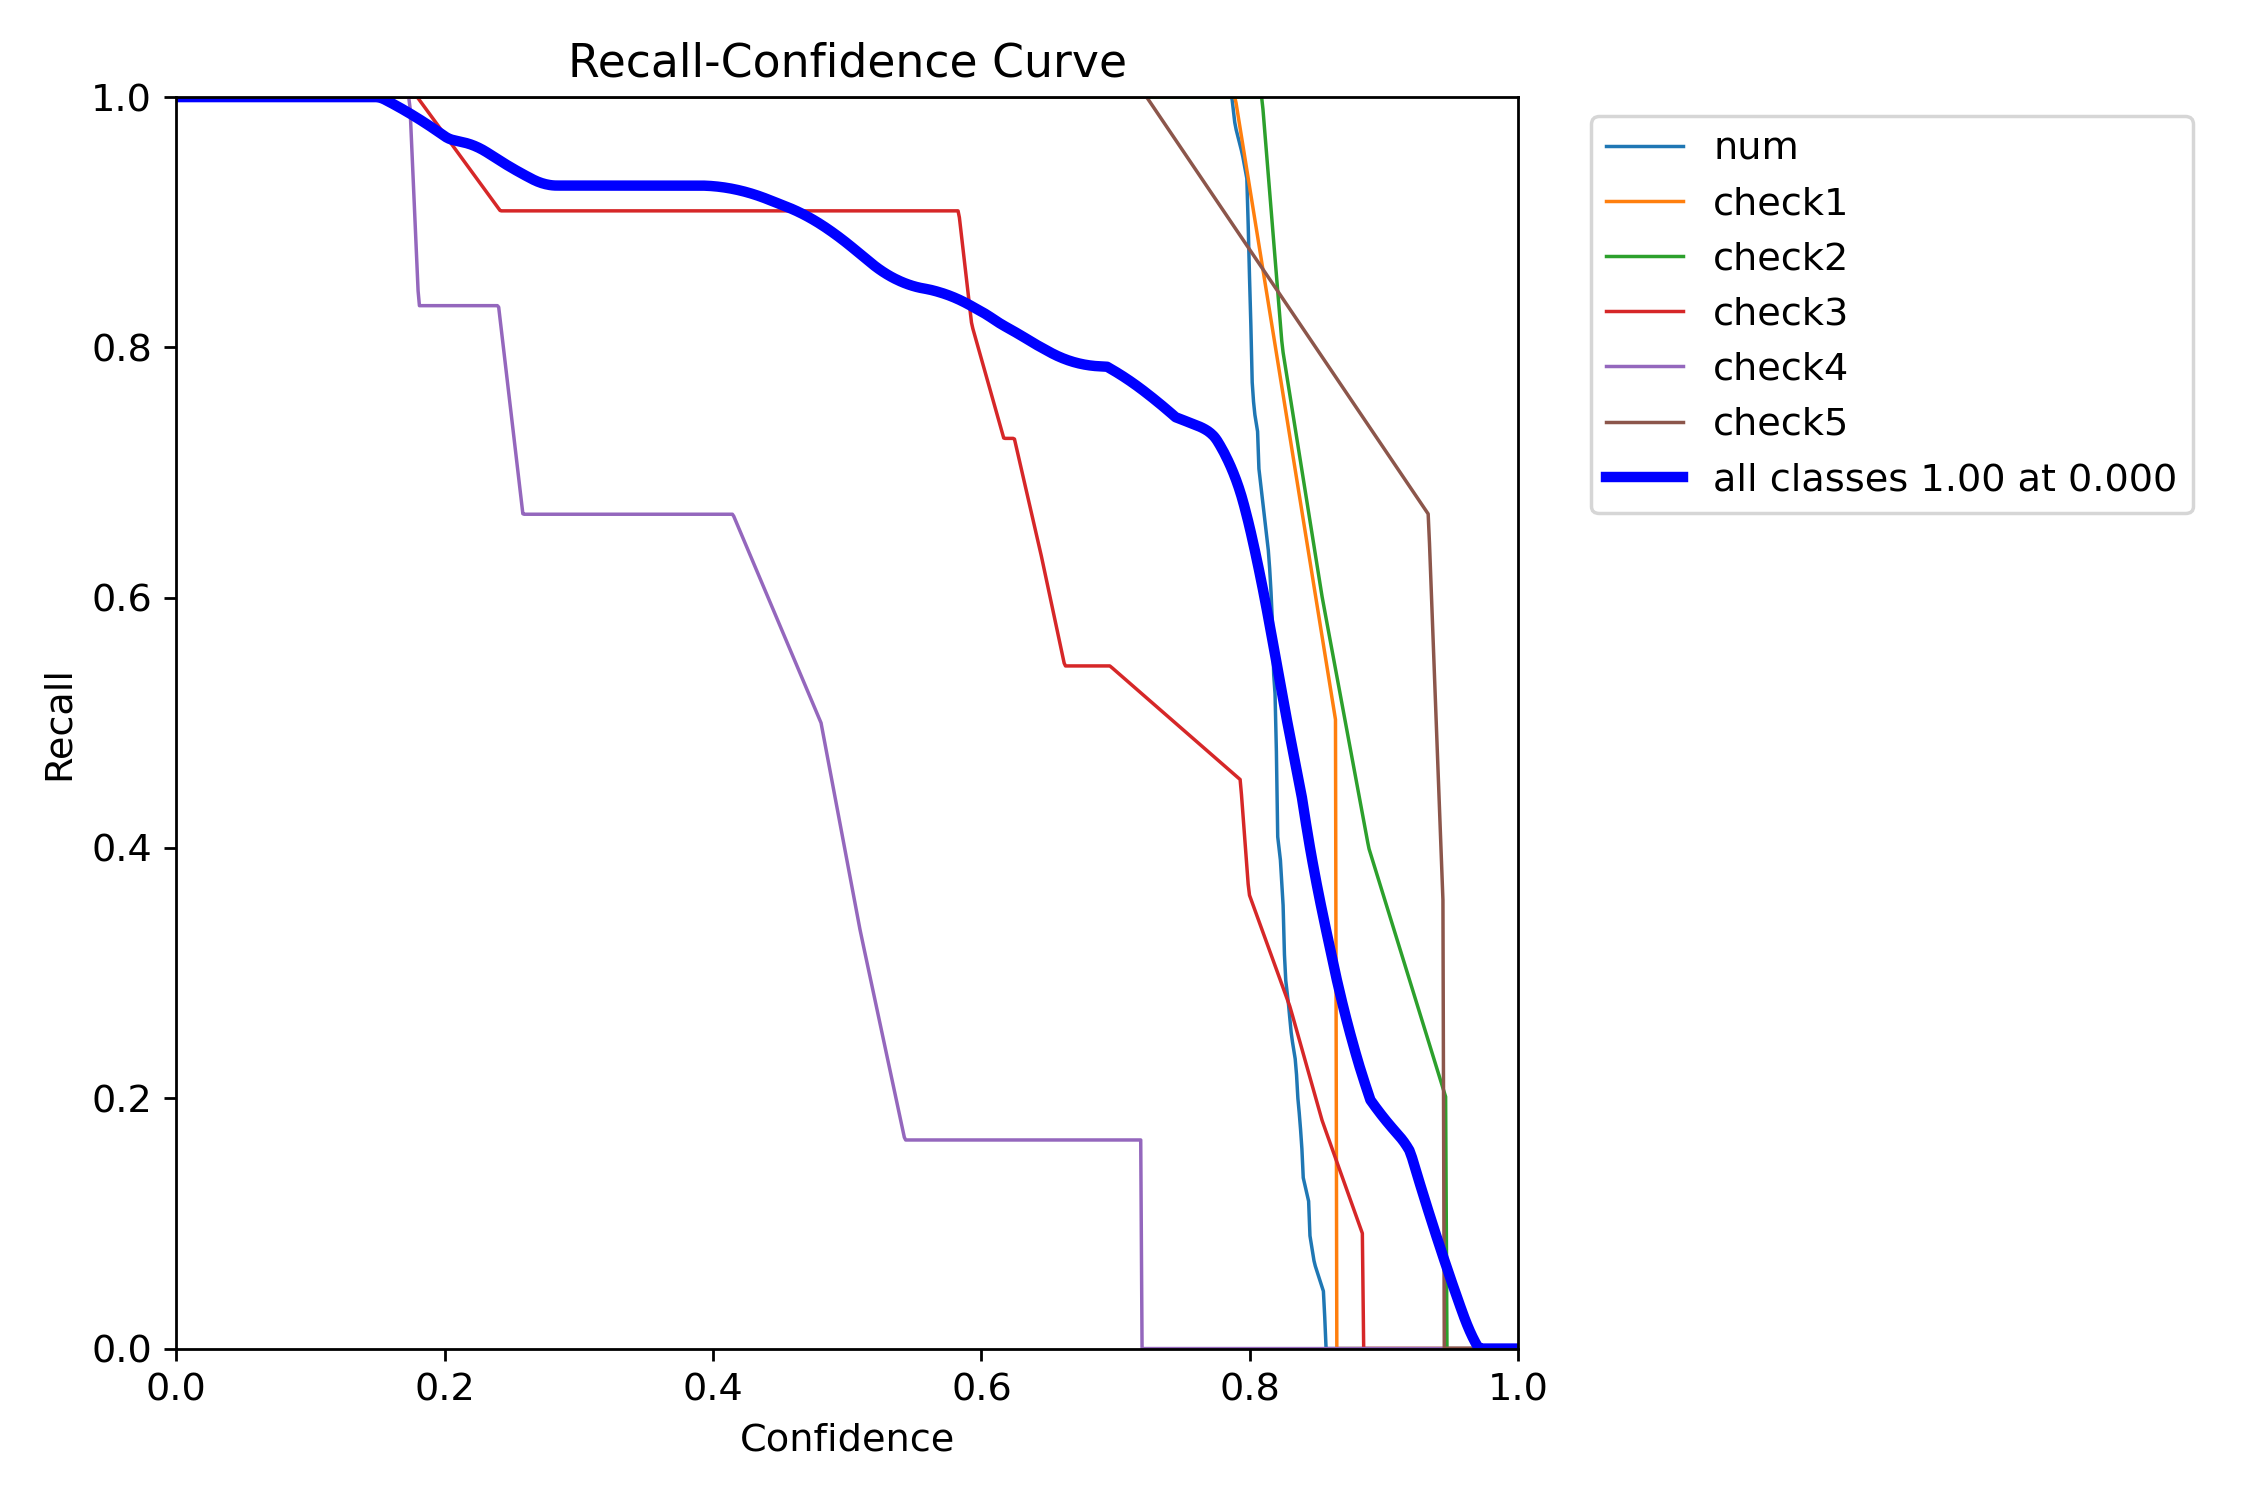 Recall-Confidence Curve
1.0
0.8
0.6
0.4
0.2
0.0
Recall
0.0 0.2 0.4 0.6 0.8 1.0
Confidence
num
check1
check2
check3
check4
check5
all classes 1.00 at 0.000